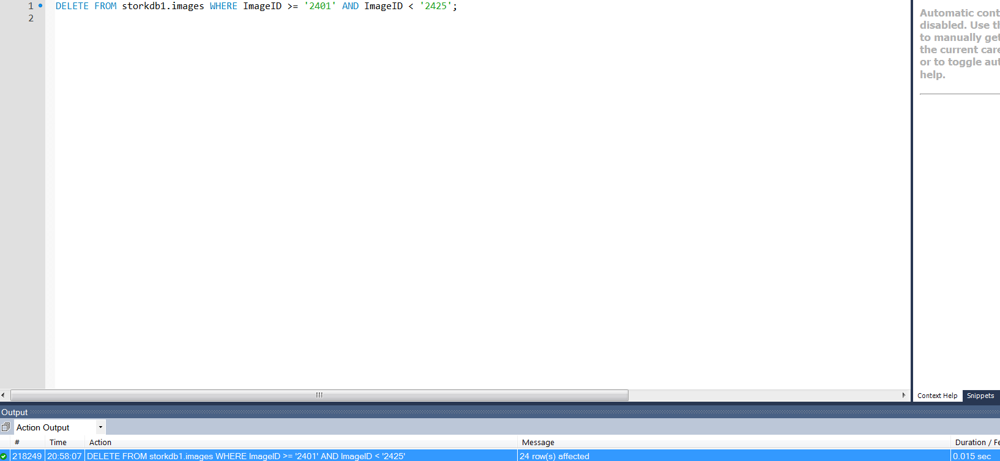 1 DELETE FROM storkdb1.images WHERE ImageID >= '2401' AND ImageID < '2425';
2
Automatic cont
disabled. Use th
to manually get
the current care
or to toggle aut
help.
Context Help Snippets
Output
Action Output
# Time Action Message Duration / Fe
218249 20:58:07 DELETE FROM storkdb1.images WHERE ImageID >= '2401' AND ImageID < '2425' 24 row(s) affected 0.015 sec